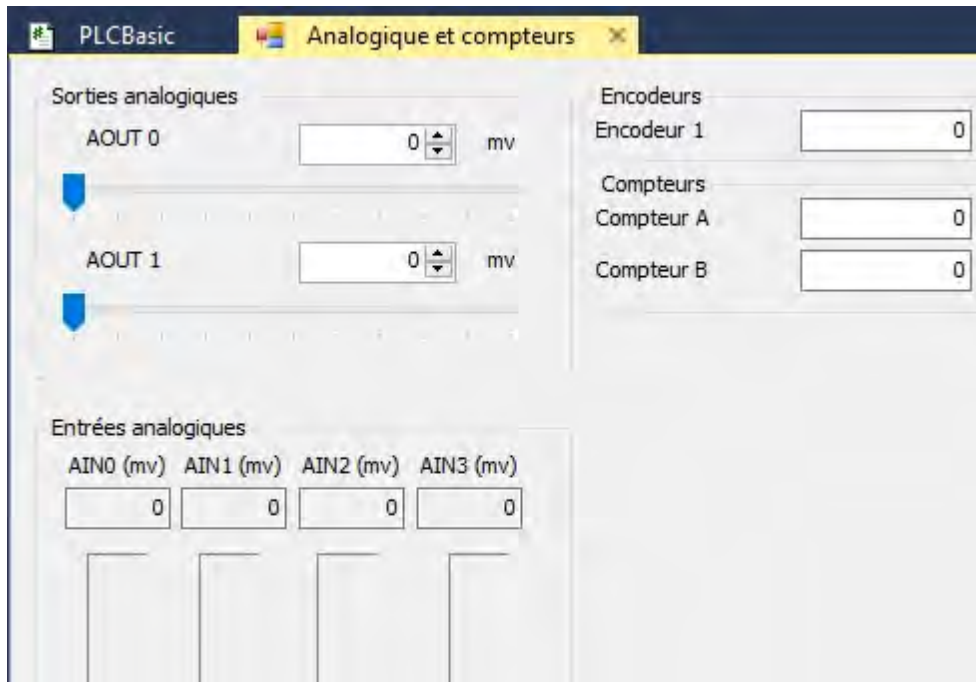 PLCBasic
Analogique et compteurs
Sorties analogiques
AOUT 0
0
mv
AOUT 1
0
mv
Encodeurs
Encodeur 1
0
Compteurs
Compteur A
0
Compteur B
0
Entrées analogiques
AIN0 (mv) AIN1 (mv) AIN2 (mv) AIN3 (mv)
0 0 0 0